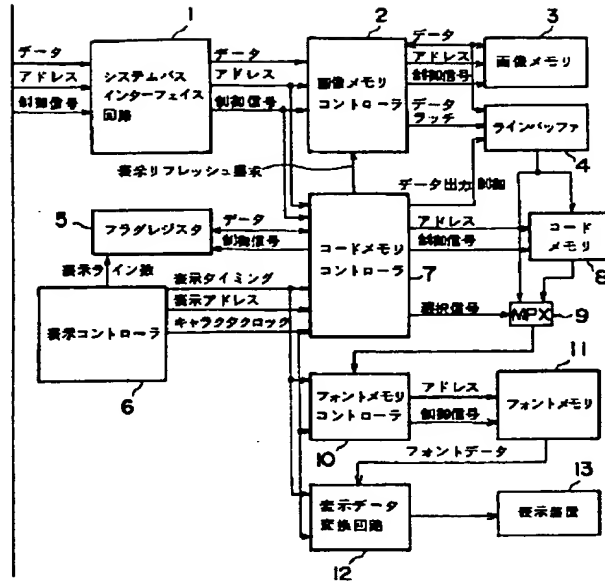 1
2
3
データ
データ
データ
アドレス
システムバス
インターフェイス
回路
アドレス
画像メモリ
コントローラ
アドレス
制御信号
画像メモリ
制御信号
制御信号
データ
ラッチ
ラインバッファ
4
表示リフレッシュ要求
データ出力制御
5
フラグレジスタ
データ
制御信号
コードメモリ
コントローラ
7
アドレス
制御信号
コード
メモリ
8
表示ライン数
表示タイミング
表示アドレス
キャラクタクロック
選択信号
MPX
9
表示コントローラ
6
11
フォントメモリ
コントローラ
10
アドレス
制御信号
フォントメモリ
フォントデータ
13
表示データ
変換回路
12
表示装置